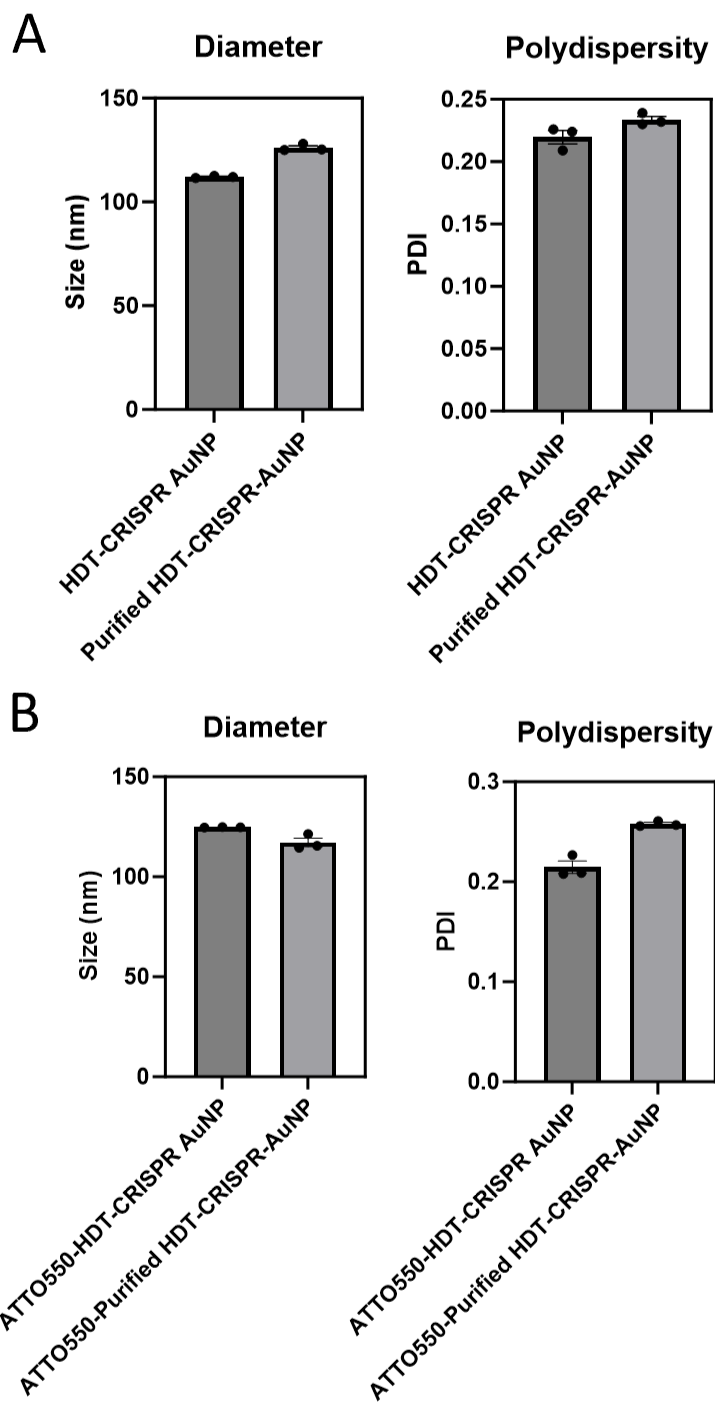 A
Diameter
Size (nm)
150
100
50
0
HDT-CRISPR AuNP
Purified HDT-CRISPR-AuNP
Polydispersity
PDI
0.25
0.20
0.15
0.10
0.05
0.00
HDT-CRISPR AuNP
Purified HDT-CRISPR-AuNP
B
Diameter
Size (nm)
150
100
50
0
ATTO550-HDT-CRISPR AuNP
ATTO550-Purified HDT-CRISPR-AuNP
Polydispersity
PDI
0.3
0.2
0.1
0.0
ATTO550-HDT-CRISPR AuNP
ATTO550-Purified HDT-CRISPR-AuNP